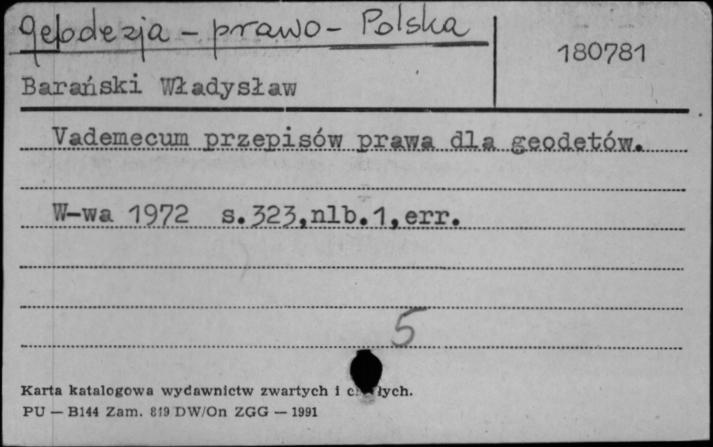 geodezja - prawo - Polska
180781
Barański Władysław
Vademecum przepisów prawa dla geodetów.
W-wa 1972 s.323,nlb.1,err.
5
Karta katalogowa wydawnictw zwartych i
PU — B144 Zam. 819 DW/On ZGG — 1991